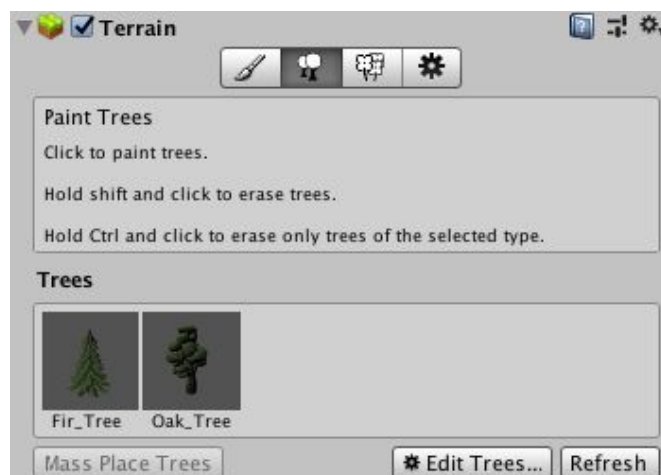 Terrain
Paint Trees
Click to paint trees.
Hold shift and click to erase trees.
Hold Ctrl and click to erase only trees of the selected type.
Trees
Fir_Tree Oak_Tree
Mass Place Trees Edit Trees... Refresh